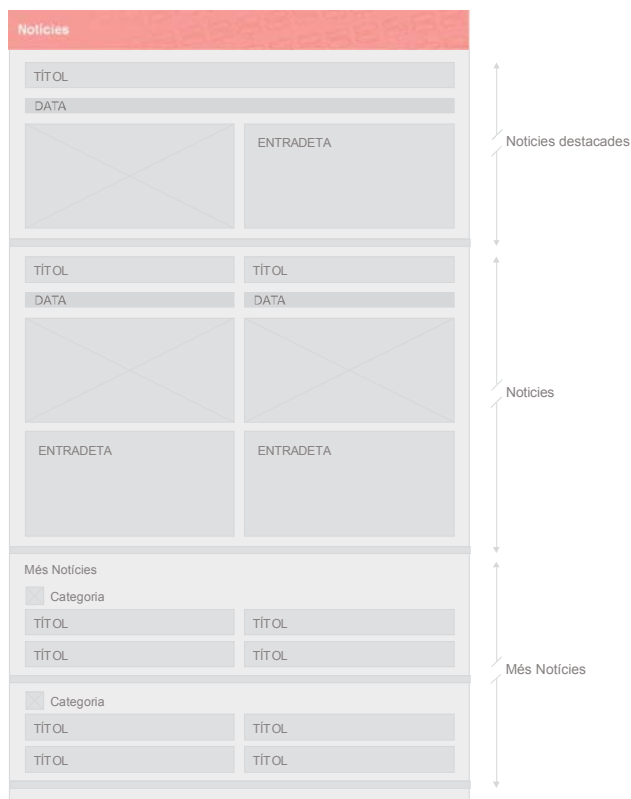 Notícies
TÍTOL
DATA
ENTRADETA
Noticies destacades
TÍTOL TÍTOL
DATA DATA
Noticies
ENTRADETA ENTRADETA
Més Notícies
Categoria
TÍTOL TÍTOL
TÍTOL TÍTOL
Més Notícies
Categoria
TÍTOL TÍTOL
TÍTOL TÍTOL